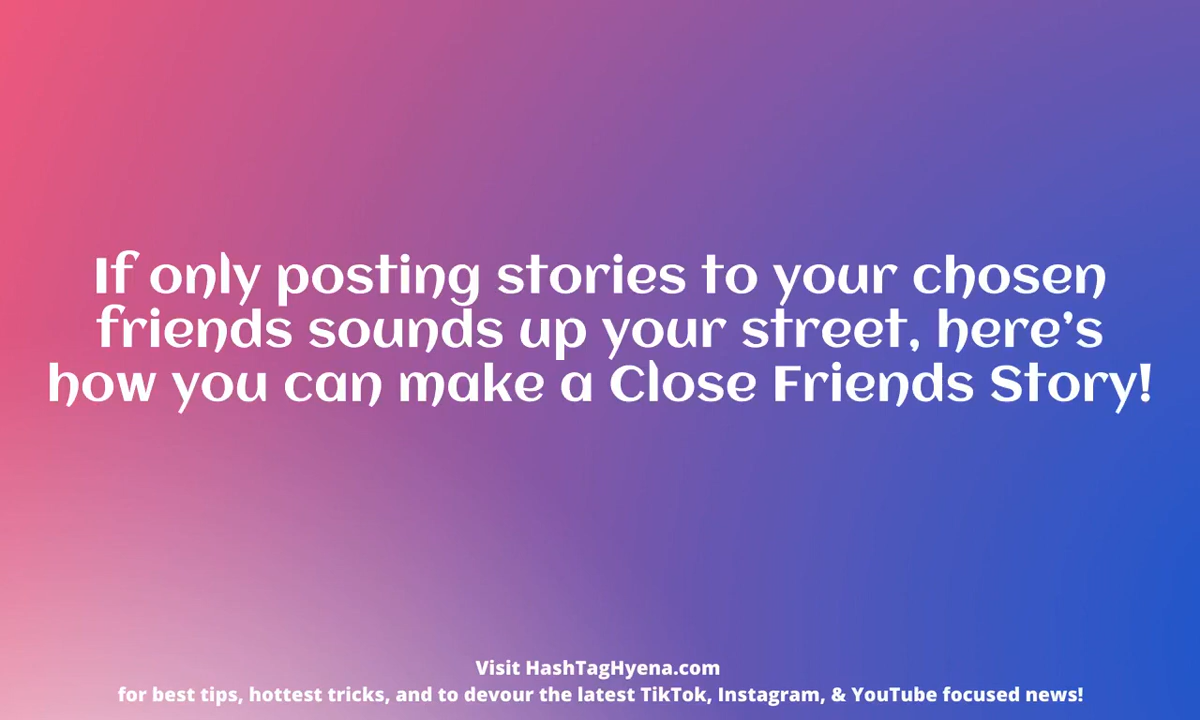 If only posting stories to your chosen
friends sounds up your street, here’s
how you can make a Close Friends Story!
Visit HashTagHyena.com
for best tips, hottest tricks, and to devour the latest TikTok, Instagram, & YouTube focused news!